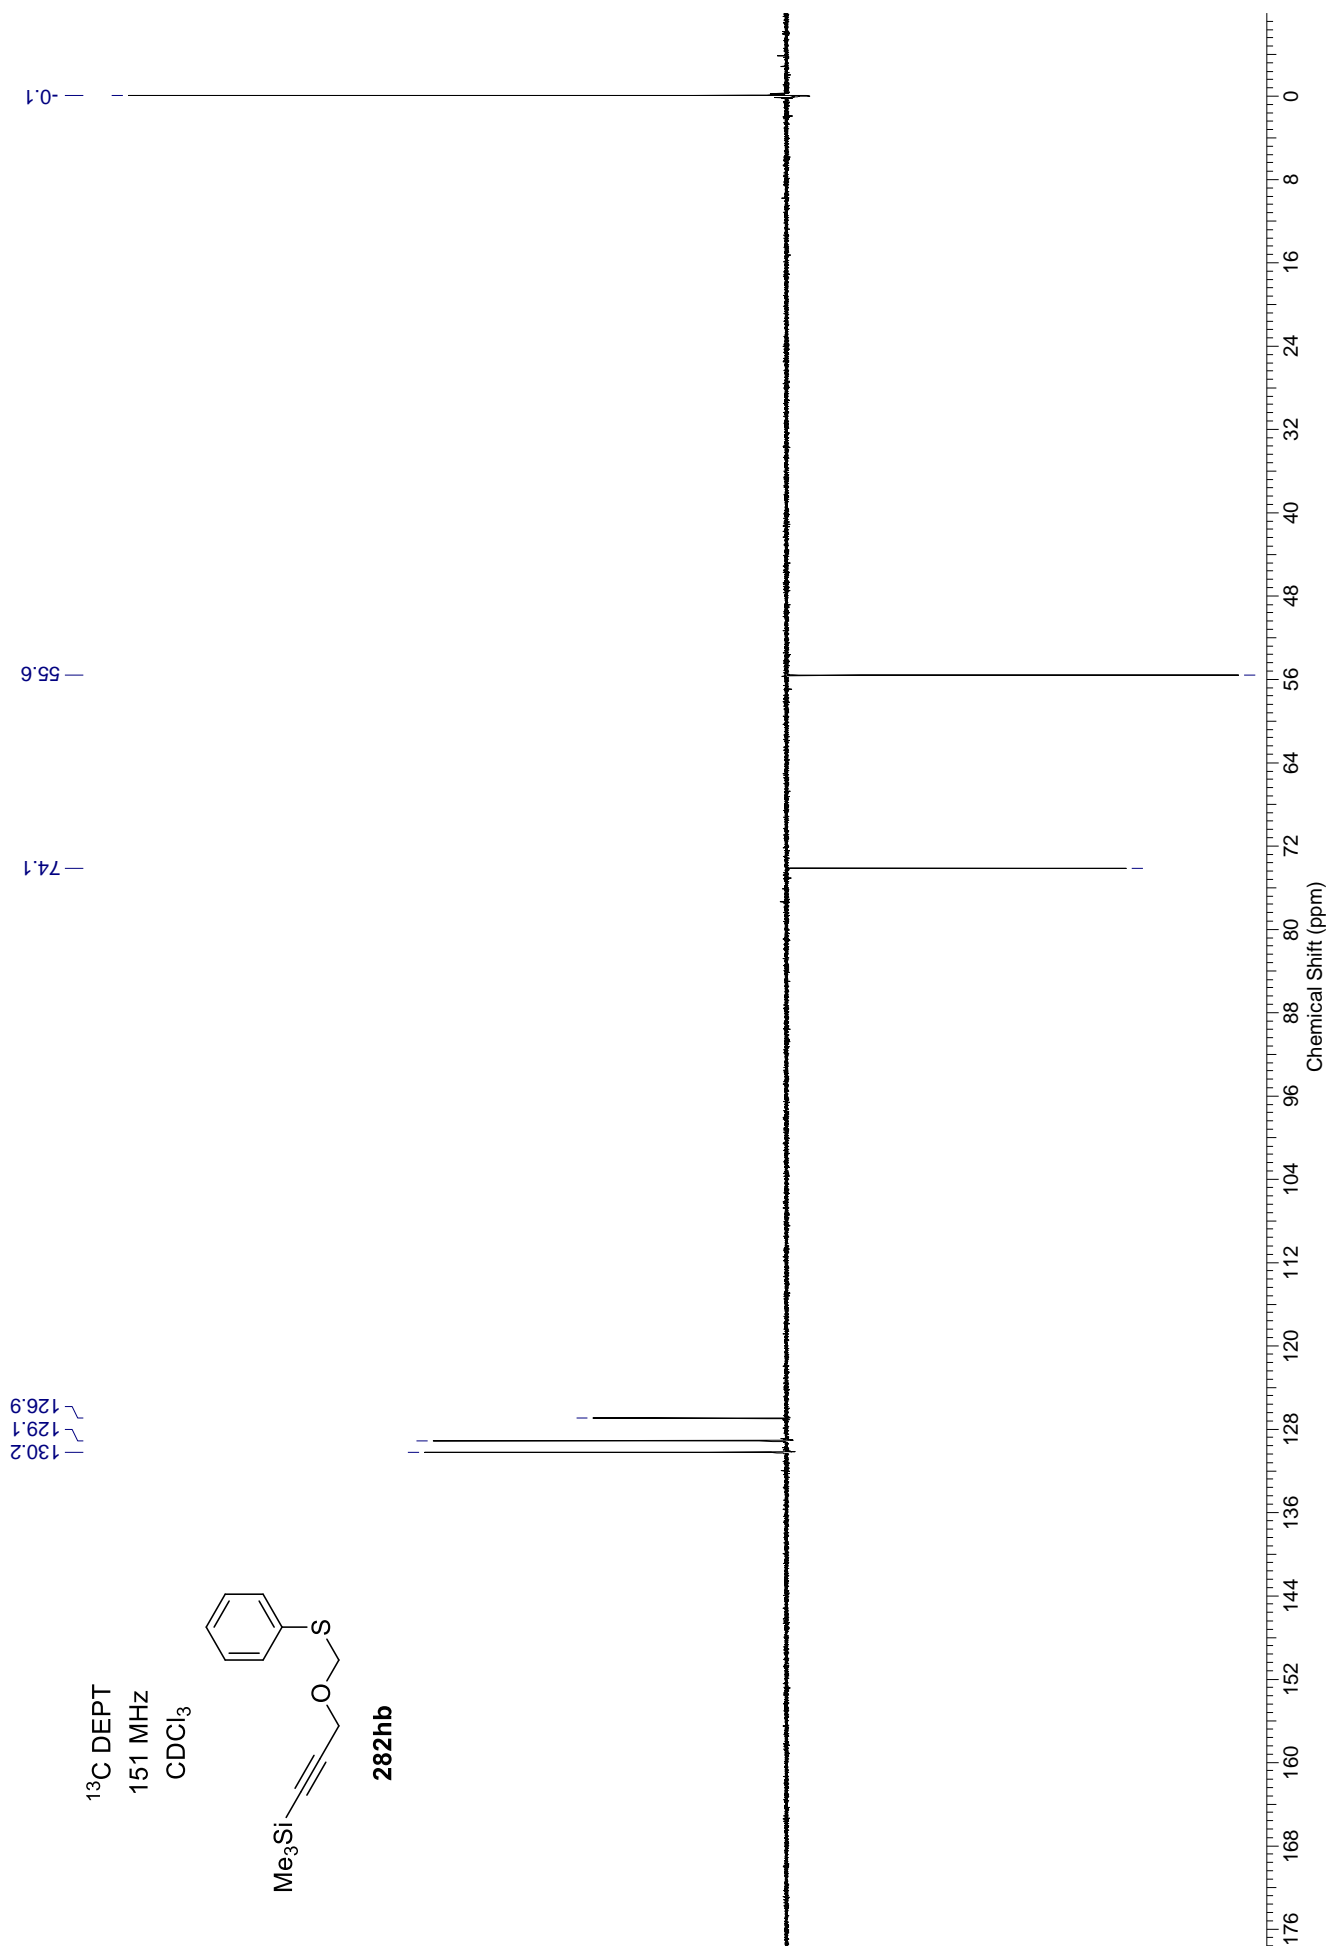 ¹³C DEPT
151 MHz
CDCl₃
Me₃Si
O
S
282hb
130.2
129.1
126.9
74.1
55.6
-0.1
176 168 160 152 144 136 128 120 112 104 96 88 80 72 64 56 48 40 32 24 16 8 0
Chemical Shift (ppm)